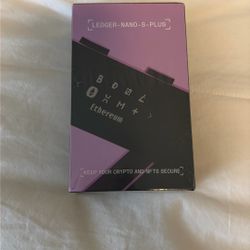 LEDGER-NANO-S-PLUS
Ethereum
KEEP YOUR CRYPTO AND NFTS SECURE